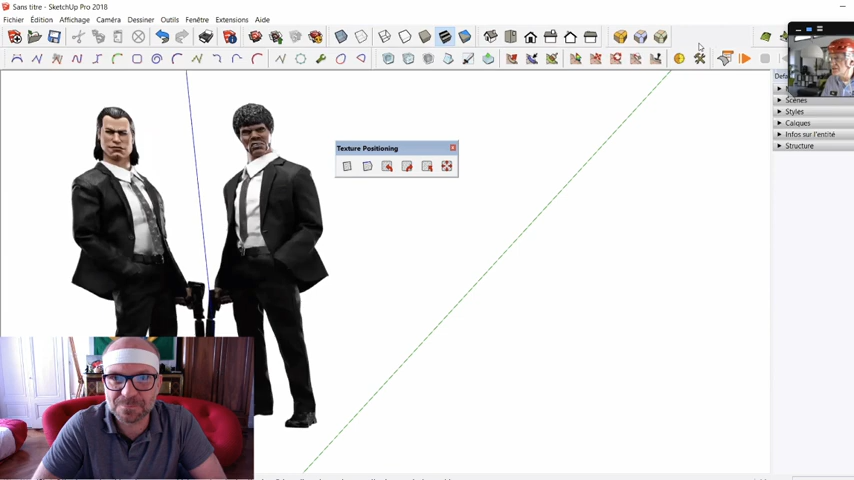 Sans titre - SketchUp Pro 2018
Fichier Édition Affichage Caméra Dessiner Outils Fenêtre Extensions Aide
Texture Positioning
Scènes
Styles
Calques
Infos sur l'entité
Structure